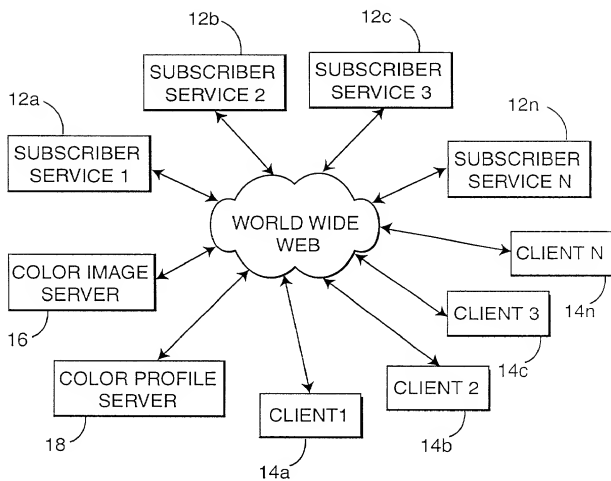 12b
12c
SUBSCRIBER
SERVICE 2
SUBSCRIBER
SERVICE 3
12a
12n
SUBSCRIBER
SERVICE 1
SUBSCRIBER
SERVICE N
WORLD WIDE
WEB
COLOR IMAGE
SERVER
16
CLIENT N
14n
CLIENT 3
14c
COLOR PROFILE
SERVER
18
CLIENT 2
14b
CLIENT1
14a